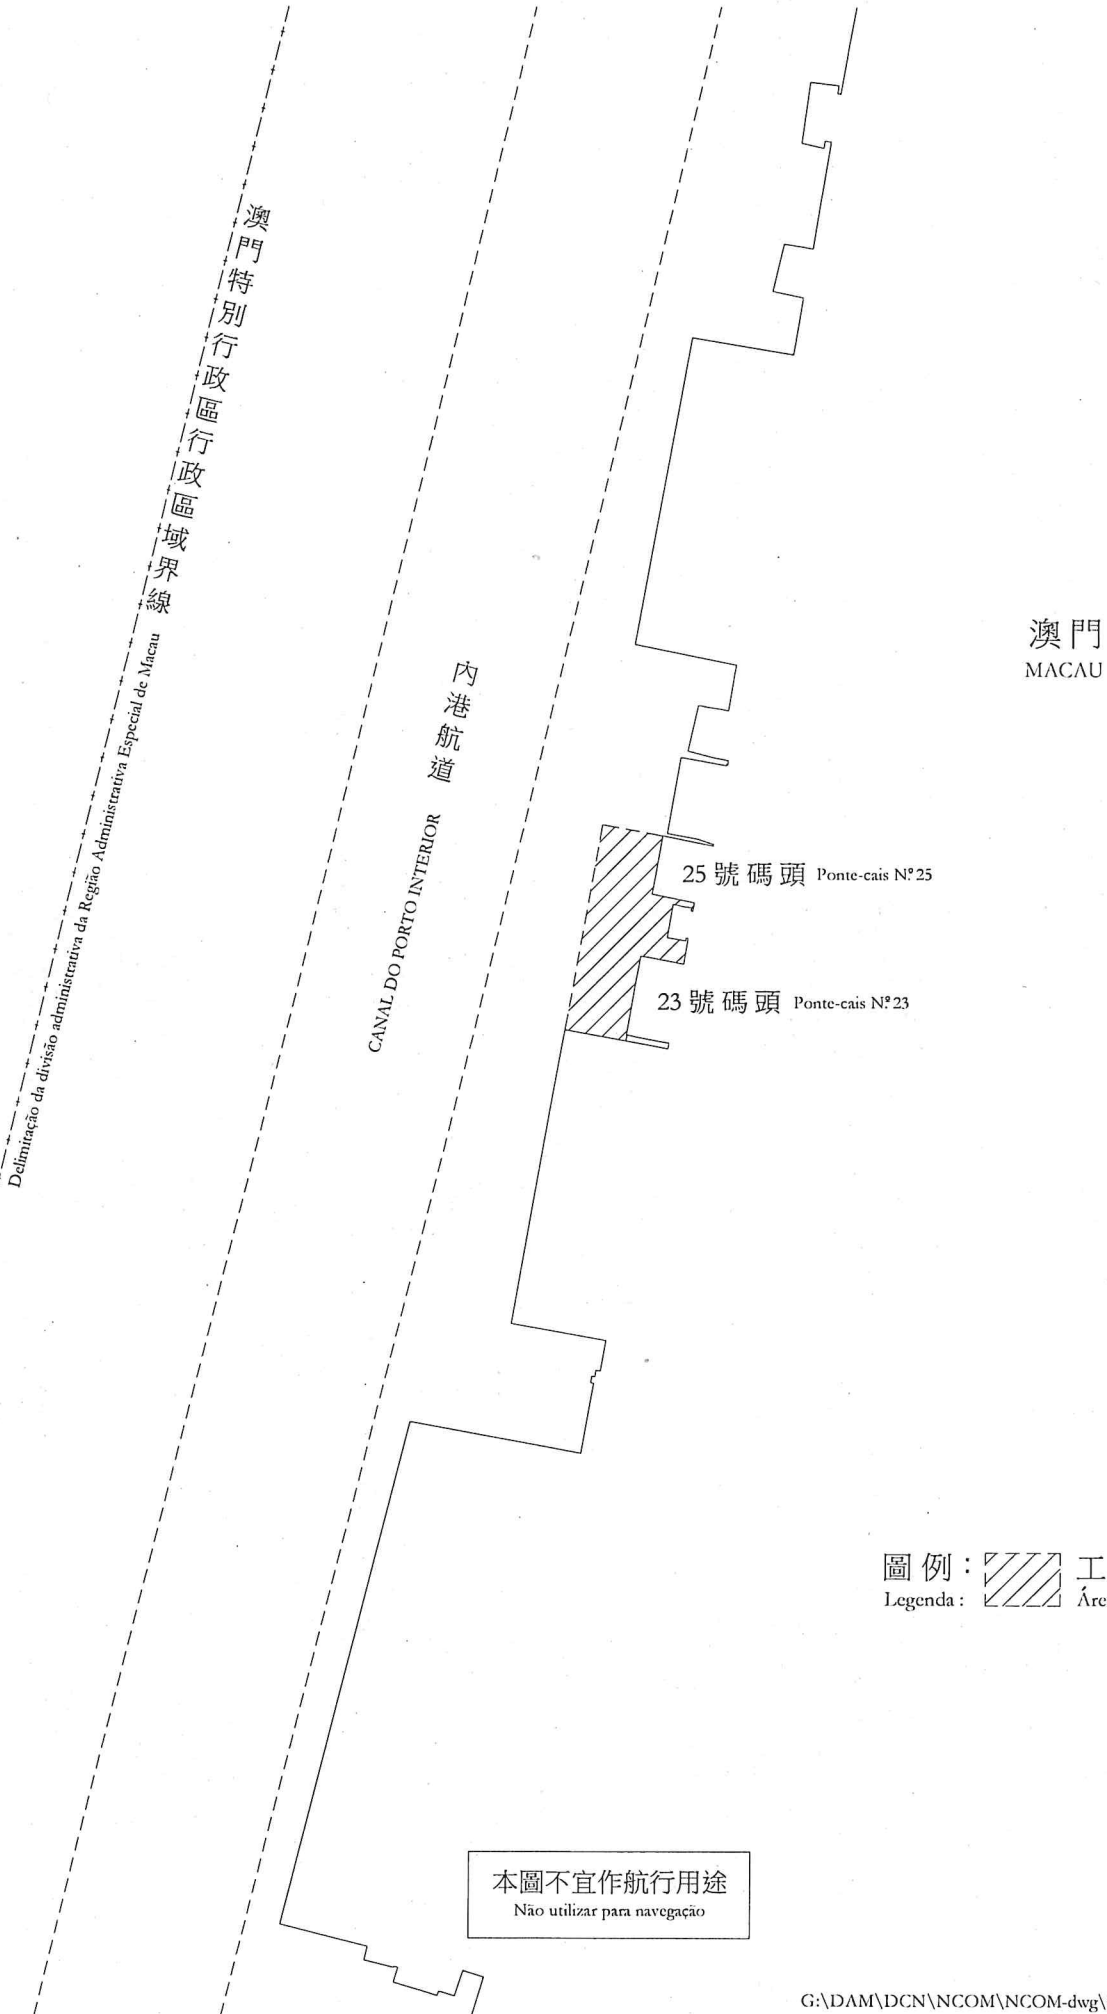 澳門特別行政區行政區域界線
Delimitação da divisão administrativa da Região Administrativa Especial de Macau
內港航道
CANAL DO PORTO INTERIOR
澳門
MACAU
25 號碼頭 Ponte-cais Nº 25
23 號碼頭 Ponte-cais Nº 23
圖例：工
Legenda : Áre
本圖不宜作航行用途
Não utilizar para navegação
G:\DAM\DCN\NCOM\NCOM-dwg\